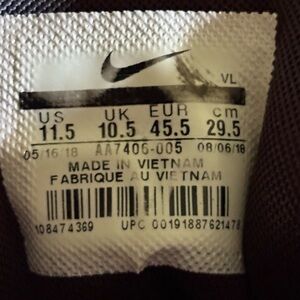 VL
US UK EUR cm
11.5 10.5 45.5 29.5
05/16/18 AA7406-005 08/06/18
MADE IN VIETNAM
FABRIQUE AU VIETNAM
108474369 UPC 00191887621478